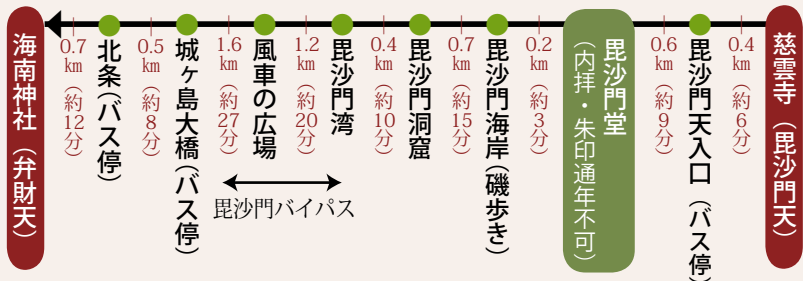 慈雲寺（毘沙門天）
0.4km（約6分）
毘沙門天入口（バス停）
0.6km（約9分）
毘沙門堂
（内拝・朱印通年不可）
0.2km（約3分）
毘沙門海岸（磯歩き）
0.7km（約15分）
毘沙門洞窟
0.4km（約10分）
毘沙門湾
1.2km（約20分）
風車の広場
1.6km（約27分）
城ヶ島大橋（バス停）
0.5km（約8分）
北条（バス停）
0.7km（約12分）
海南神社（弁財天）
毘沙門バイパス